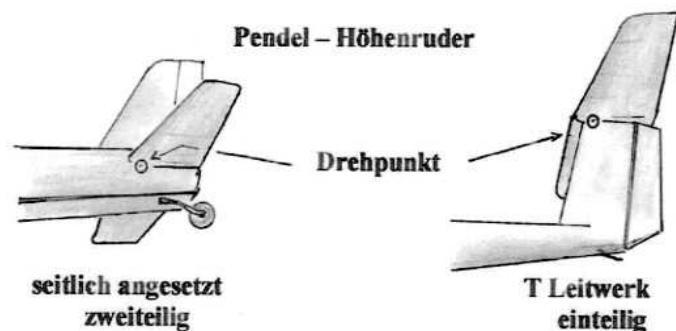 Pendel – Höhenruder
Drehpunkt
seitlich angesetzt
zweiteilig
T Leitwerk
einteilig